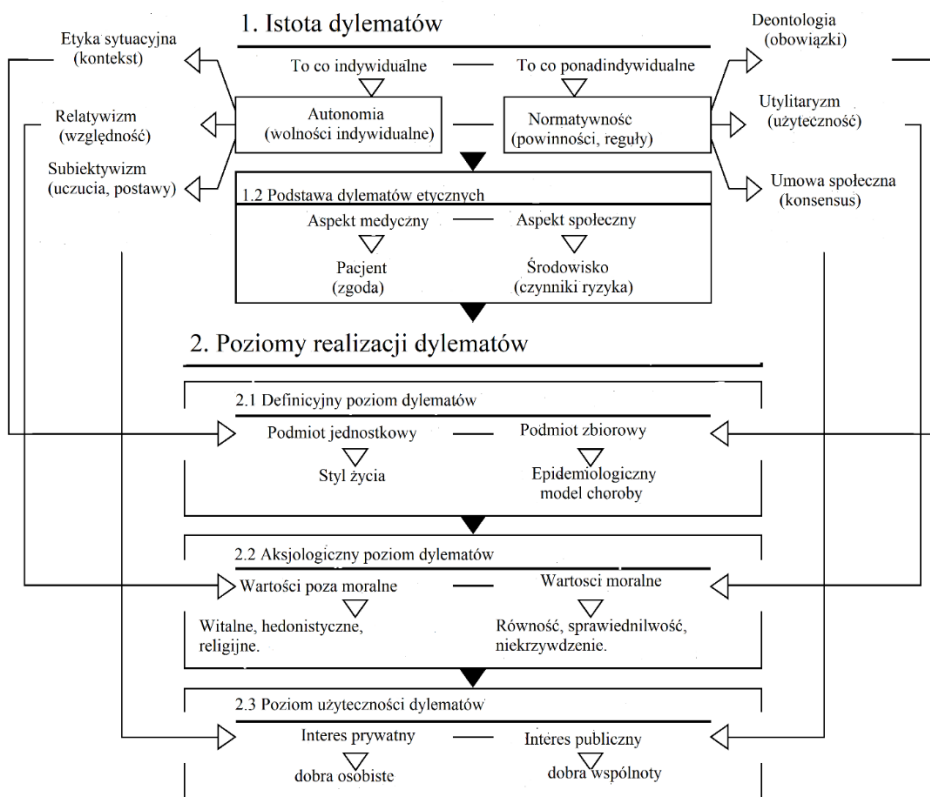 1. Istota dylematów
Etyka sytuacyjna
(kontekst)
Deontologia
(obowiązki)
To co indywidualne
To co ponadindywidualne
Relatywizm
(względność)
Autonomia
(wolności indywidualne)
Normatywność
(powinności, reguły)
Utylitaryzm
(użyteczność)
Subiektywizm
(uczucia, postawy)
Umowa społeczna
(konsensus)
1.2 Podstawa dylematów etycznych
Aspekt medyczny
Aspekt społeczny
Pacjent
(zgoda)
Środowisko
(czynniki ryzyka)
2. Poziomy realizacji dylematów
2.1 Definicyjny poziom dylematów
Podmiot jednostkowy
Podmiot zbiorowy
Styl życia
Epidemiologiczny
model choroby
2.2 Aksjologiczny poziom dylematów
Wartości poza moralne
Wartosci moralne
Witalne, hedonistyczne,
religijne.
Równość, sprawiednilwość,
niekrzywdzenie.
2.3 Poziom użyteczności dylematów
Interes prywatny
Interes publiczny
dobra osobiste
dobra wspólnoty